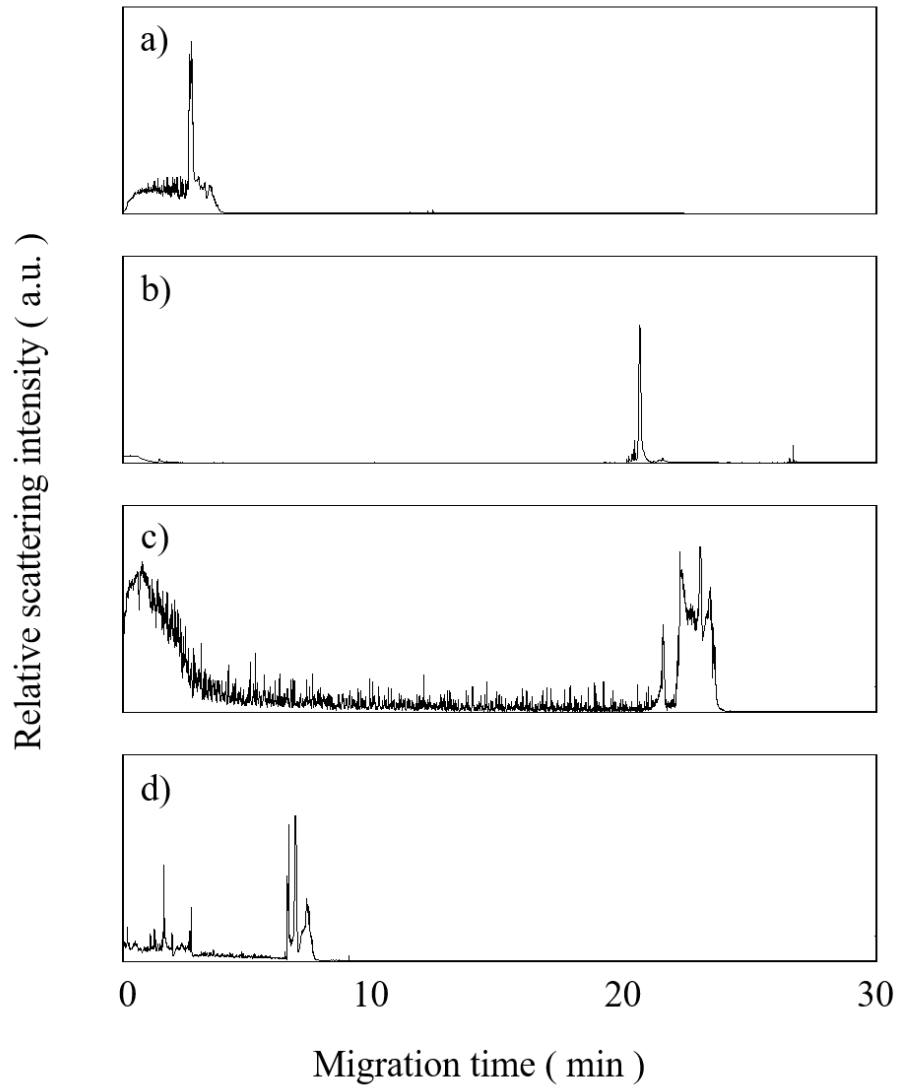 a)
b)
c)
d)
Relative scattering intensity ( a.u. )
0 10 20 30
Migration time ( min )